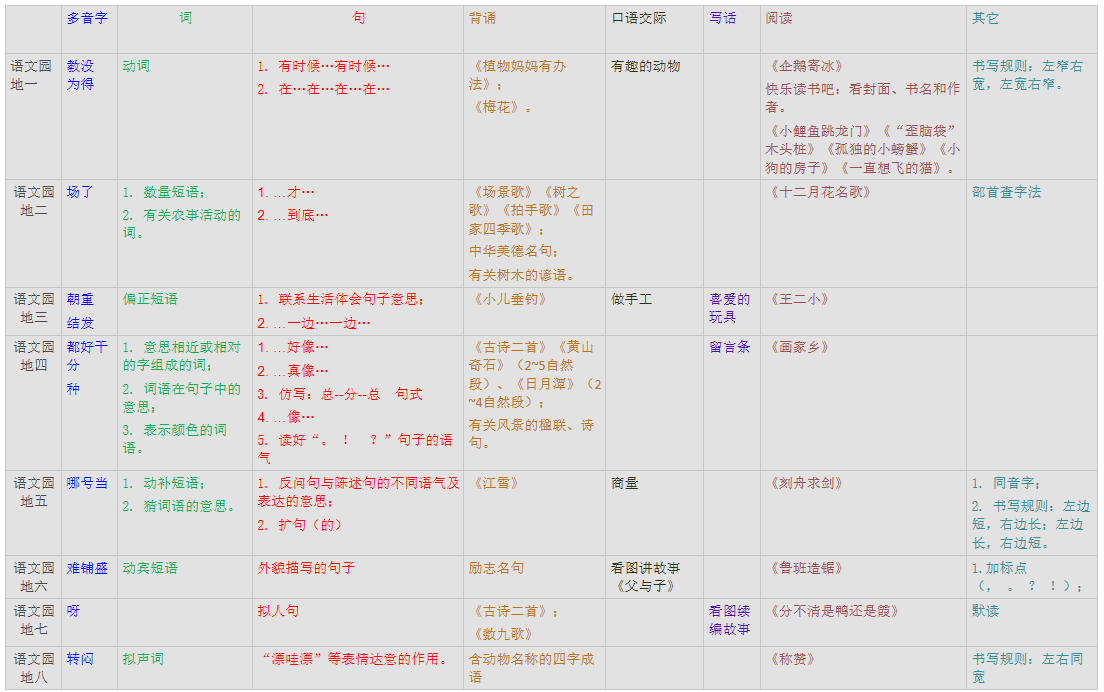 多音字 词 句 背诵 口语交际 写话 阅读 其它
语文园地一
数没
为得
动词
1. 有时候…有时候…
2. 在…在…在…在…
《植物妈妈有办
法》;
《梅花》。
有趣的动物
《企鹅寄冰》
快乐读书吧：看封面、书名和作
者。
《小鲤鱼跳龙门》《“歪脑袋”
木头桩》《孤独的小螃蟹》《小
狗的房子》《一直想飞的猫》。
书写规则：左窄右
宽，左宽右窄。
语文园
地二
场了
1. 数量短语;
2. 有关农事活动的
词。
1.…才…
2.…到底…
《场景歌》《树之
歌》《拍手歌》《田
家四季歌》;
中华美德名句;
有关树木的谚语。
《十二月花名歌》
部首查字法
语文园
地三
朝重
结发
偏正短语
1. 联系生活体会句子意思;
2.…一边…一边…
《小儿垂钓》
做手工
喜爱的
玩具
《王二小》
语文园
地四
都好干
分
种
1. 意思相近或相对
的字组成的词;
2. 词语在句子中的
意思;
3. 表示颜色的词
语。
1.…好像…
2.…真像…
3. 仿写：总--分--总 句式
4.…像…
5. 读好“。 ！ ？”句子的语
气
《古诗二首》《黄山
奇石》（2~5自然
段）、《日月潭》（2
~4自然段）;
有关风景的楹联、诗
句。
留言条
《画家乡》
语文园
地五
哪号当
1. 动补短语;
2. 猜词语的意思。
1. 反问句与陈述句的不同语气及
表达的意思;
2. 扩句（的）
《江雪》
商量
《刻舟求剑》
1. 同音字;
2. 书写规则：左边
短，右边长；左边
长，右边短。
语文园
地六
难铺盛
动宾短语
外貌描写的句子
励志名句
看图讲故事
《父与子》
《鲁班造锯》
1.加标点
（， 。 ？ ！）;
语文园
地七
呀
拟人句
《古诗二首》;
《数九歌》
看图续
编故事
《分不清是鸭还是霞》
默读
语文园
地八
转闷
拟声词
“漂哇漂”等表情达意的作用。
含动物名称的四字成
语
《称赞》
书写规则：左右同
宽